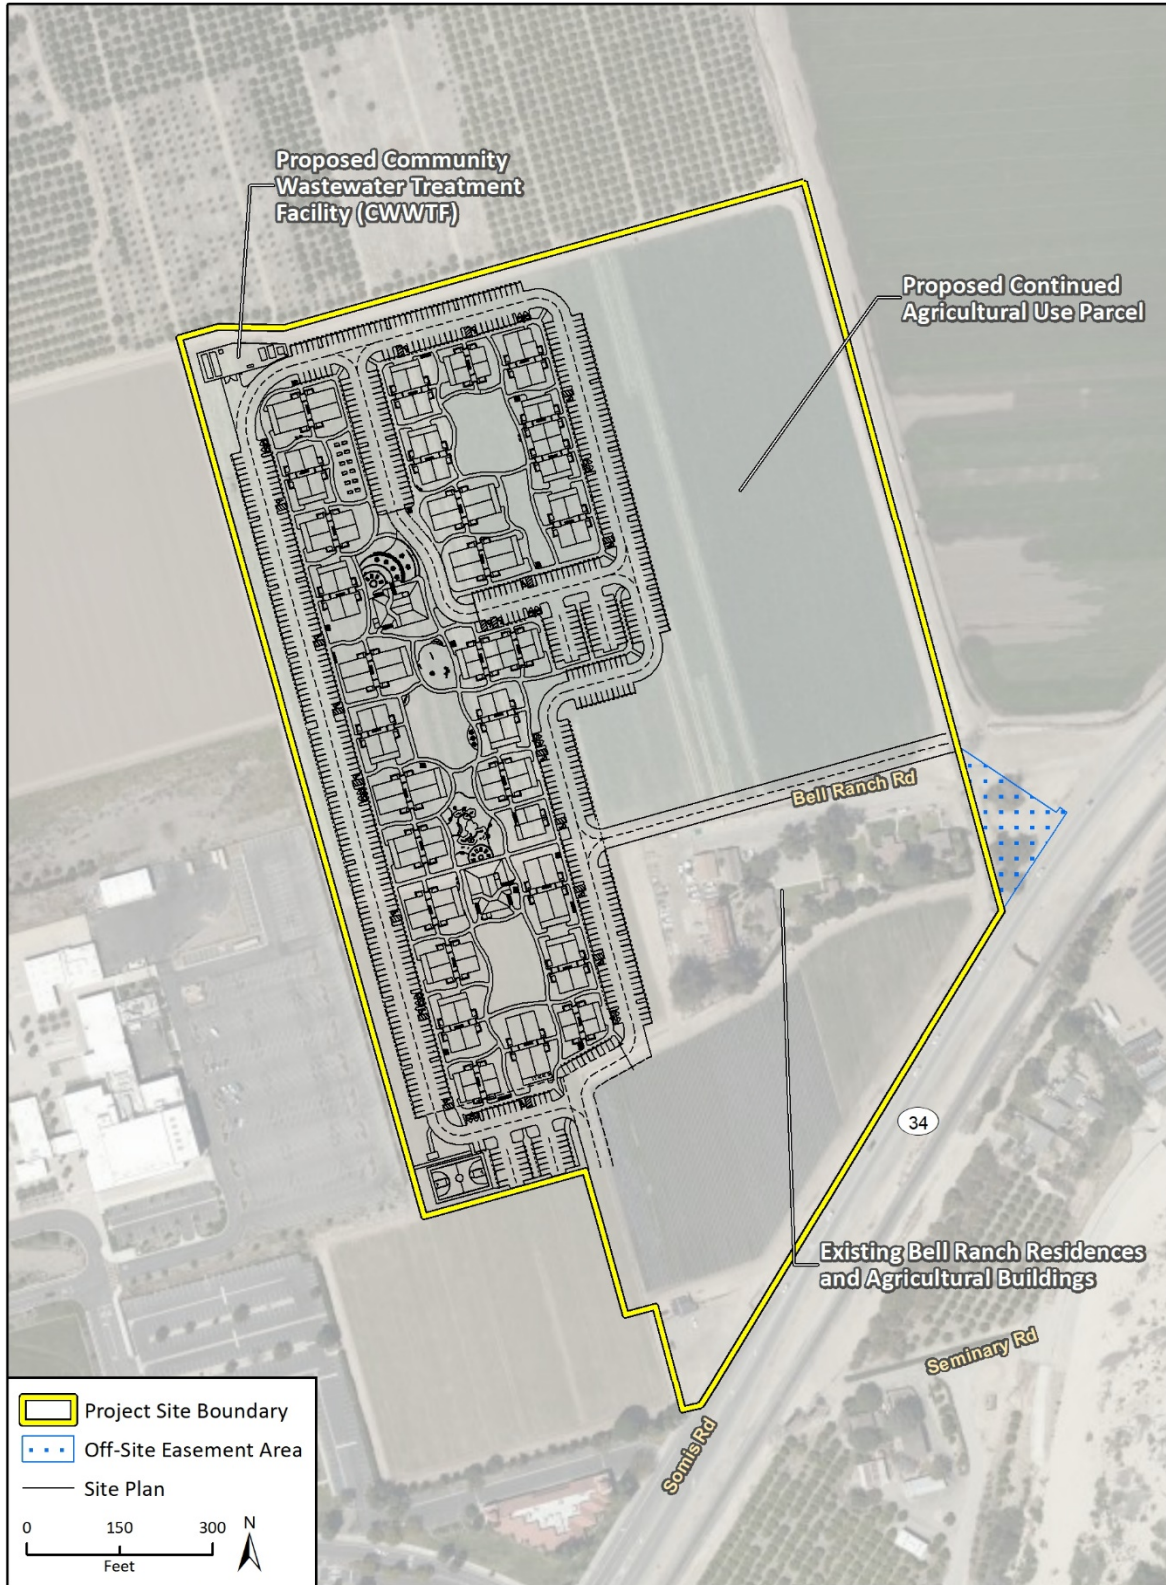 Proposed Community
Wastewater Treatment
Facility (CWWTF)
Proposed Continued
Agricultural Use Parcel
Bell Ranch Rd
34
Existing Bell Ranch Residences
and Agricultural Buildings
Seminary Rd
Somis Rd
Project Site Boundary
Off-Site Easement Area
Site Plan
0 150 300
Feet
N